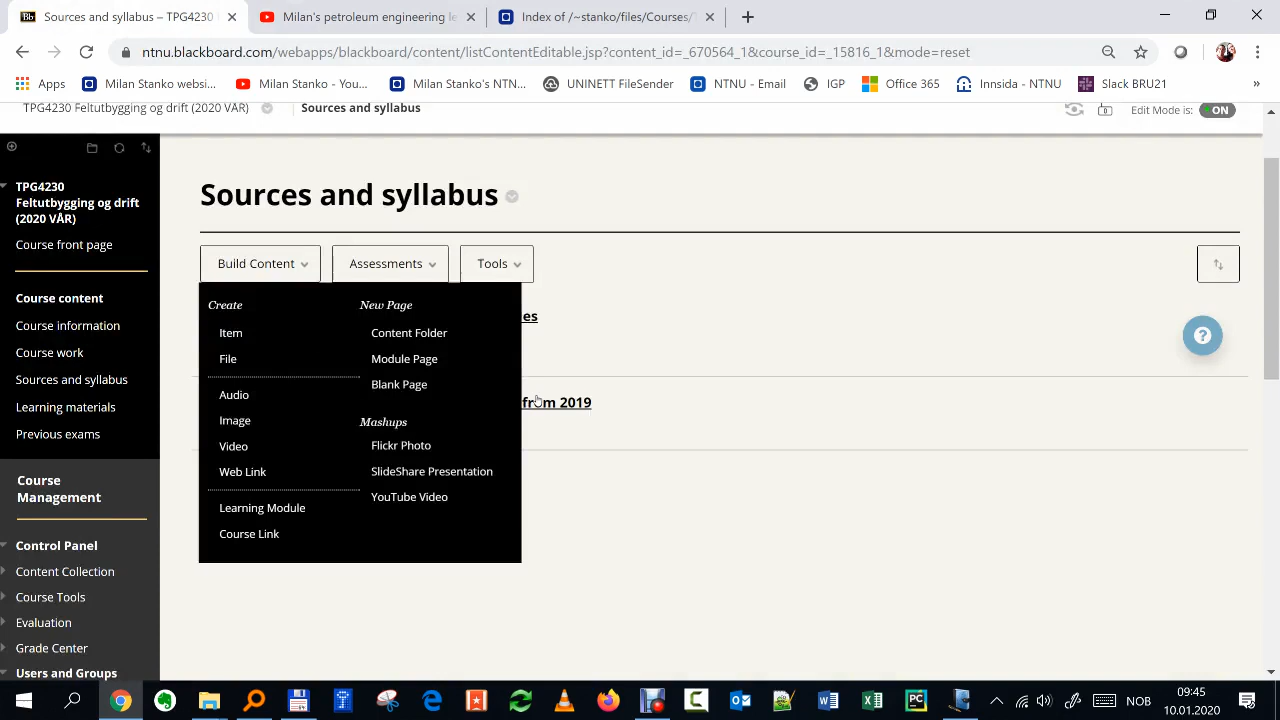 Sources and syllabus – TPG4230
Milan's petroleum engineering le
Index of /~stanko/files/Courses/T
ntnu.blackboard.com/webapps/blackboard/content/listContentEditable.jsp?content_id=_670564_1&course_id=_15816_1&mode=reset
Apps
Milan Stanko websi...
Milan Stanko - You...
Milan Stanko's NTN...
UNINETT FileSender
NTNU - Email
IGP
Office 365
Insida - NTNU
Slack BRU21
»
TPG4230 Feltutbygging og drift (2020 VÅR)
Sources and syllabus
Edit Mode is:
ON
TPG4230
Feltutbygging og drift
(2020 VÅR)
Course front page
Course content
Course information
Course work
Sources and syllabus
Learning materials
Previous exams
Course
Management
Control Panel
Content Collection
Course Tools
Evaluation
Grade Center
Users and Groups
Sources and syllabus
Build Content
Assessments
Tools
Create
Item
File
Audio
Image
Video
Web Link
Learning Module
Course Link
New Page
Content Folder
Module Page
Blank Page
Mashups
Flickr Photo
SlideShare Presentation
YouTube Video
es
from 2019
?
NOB
09:45
10.01.2020